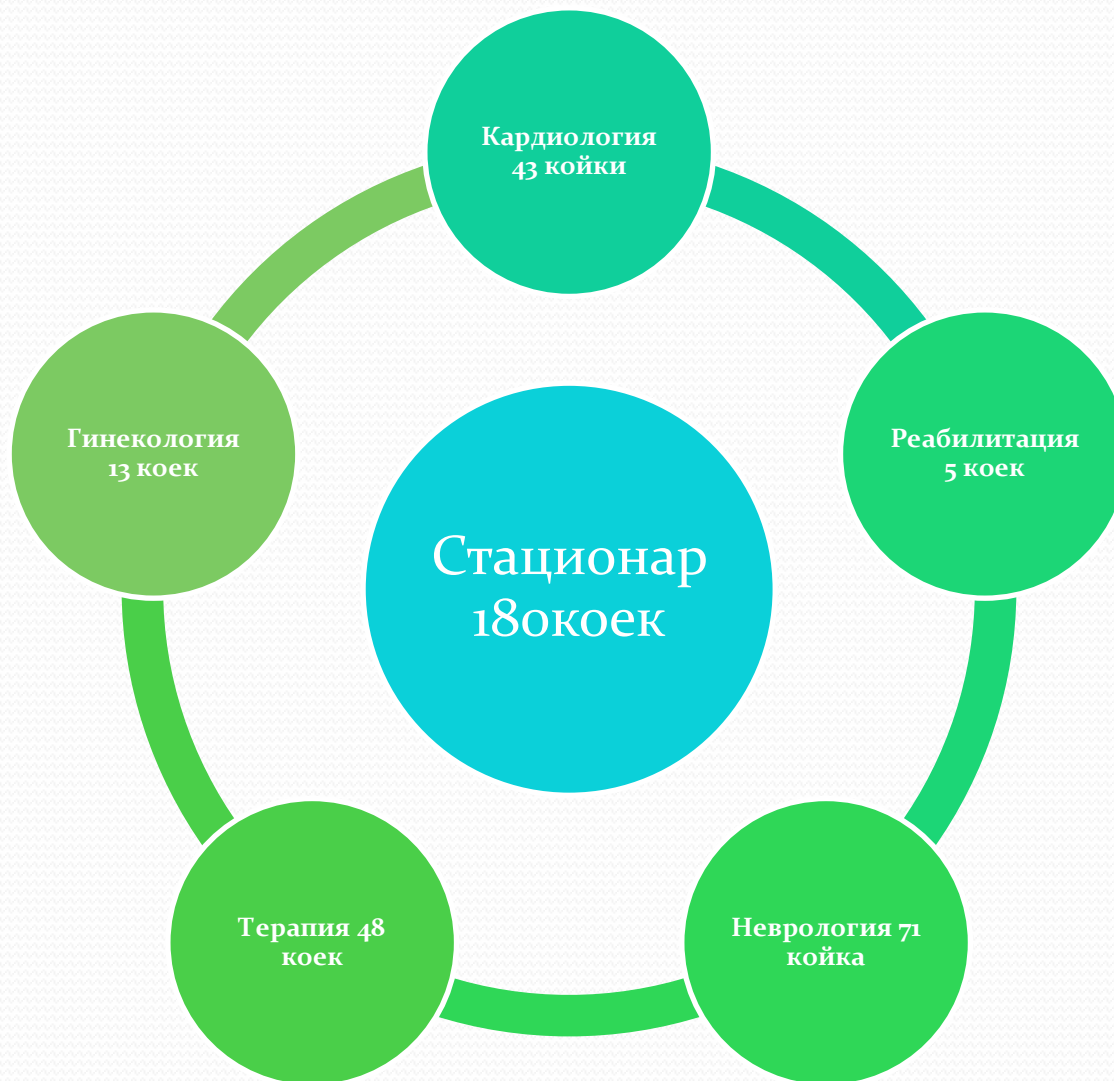 Кардиология
43 койки
Гинекология
13 коек
Реабилитация
5 коек
Стационар
180коек
Терапия 48
коек
Неврология 71
койка